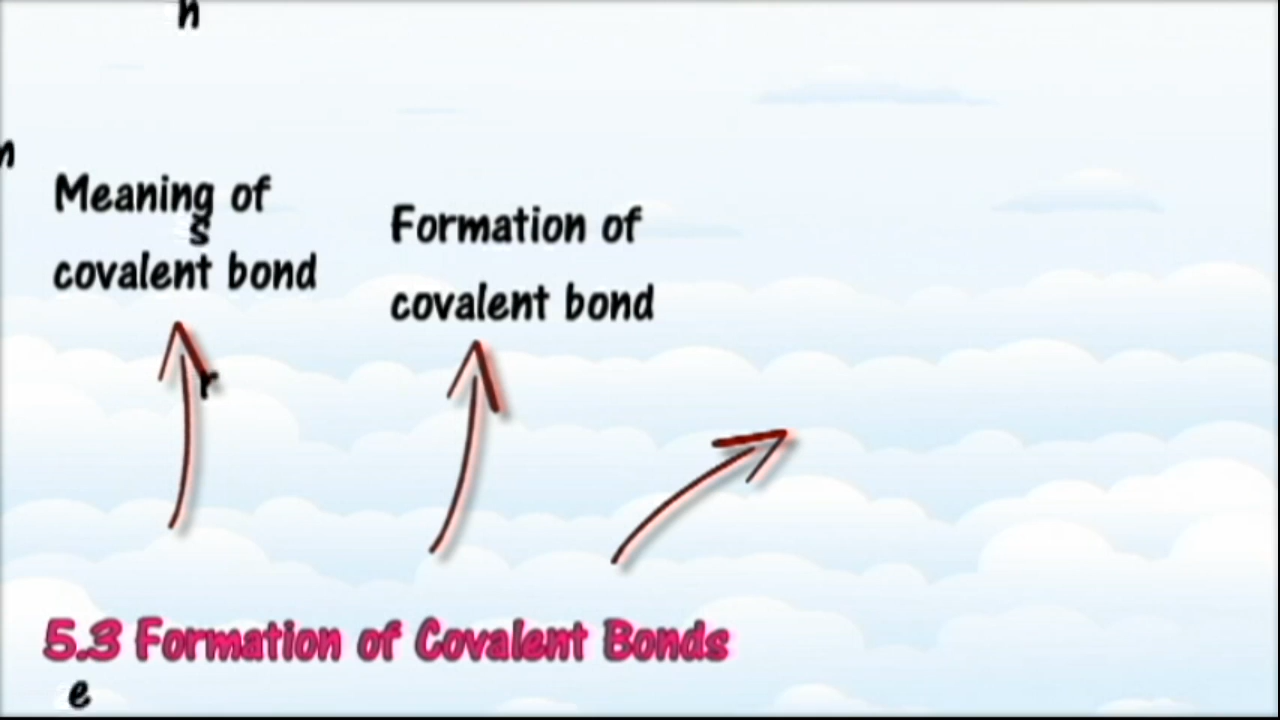 n
n
Meaning of
s
covalent bond
Formation of
covalent bond
r
5.3 Formation of Covalent Bonds
e